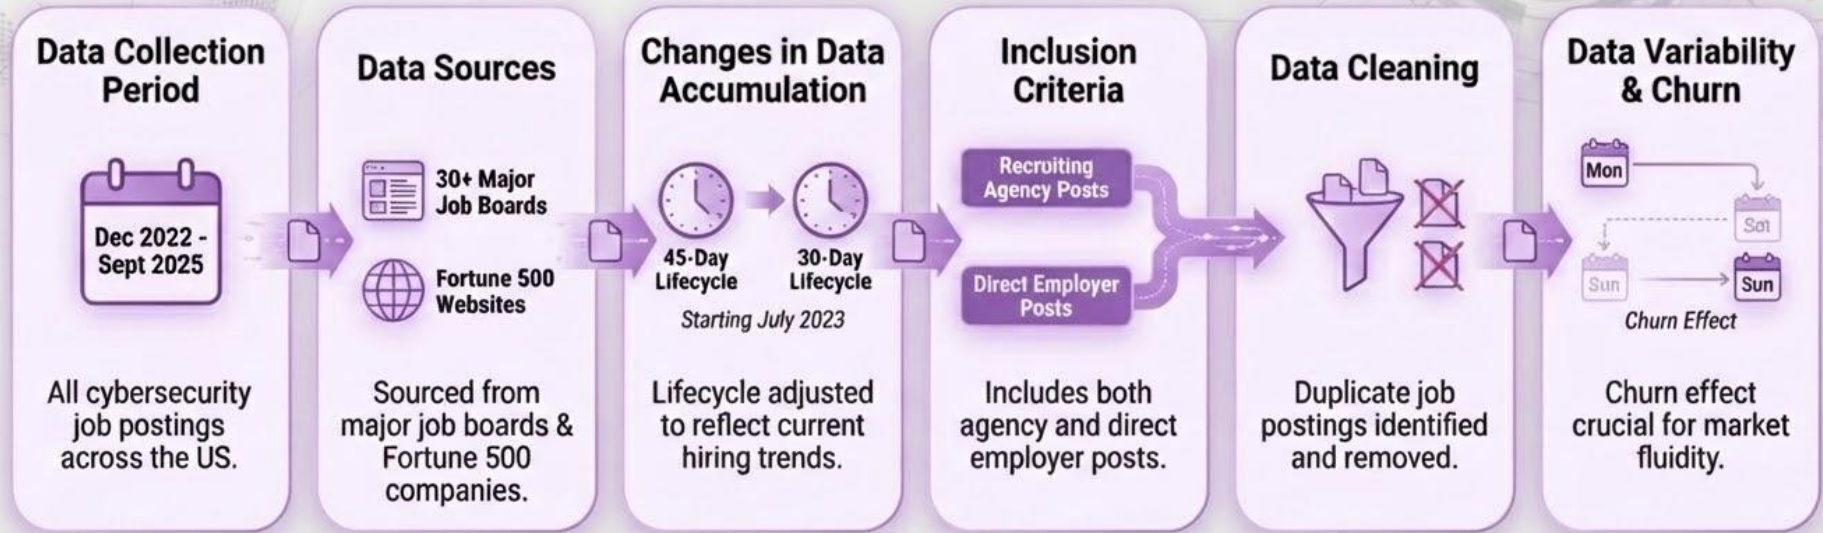 Data Collection
Period
Dec 2022 -
Sept 2025
All cybersecurity
job postings
across the US.
Data Sources
30+ Major
Job Boards
Fortune 500
Websites
Sourced from
major job boards &
Fortune 500
companies.
Changes in Data
Accumulation
45-Day
Lifecycle
30-Day
Lifecycle
Starting July 2023
Lifecycle adjusted
to reflect current
hiring trends.
Inclusion
Criteria
Recruiting
Agency Posts
Direct Employer
Posts
Includes both
agency and direct
employer posts.
Data Cleaning
Duplicate job
postings identified
and removed.
Data Variability
& Churn
Mon
Sun
Sun
Churn Effect
Churn effect
crucial for market
fluidity.